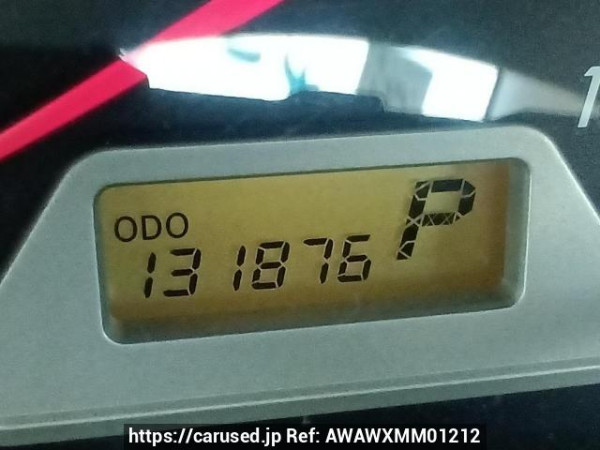 ODO
131876 P
https://carused.jp Ref: AWAWXMM01212